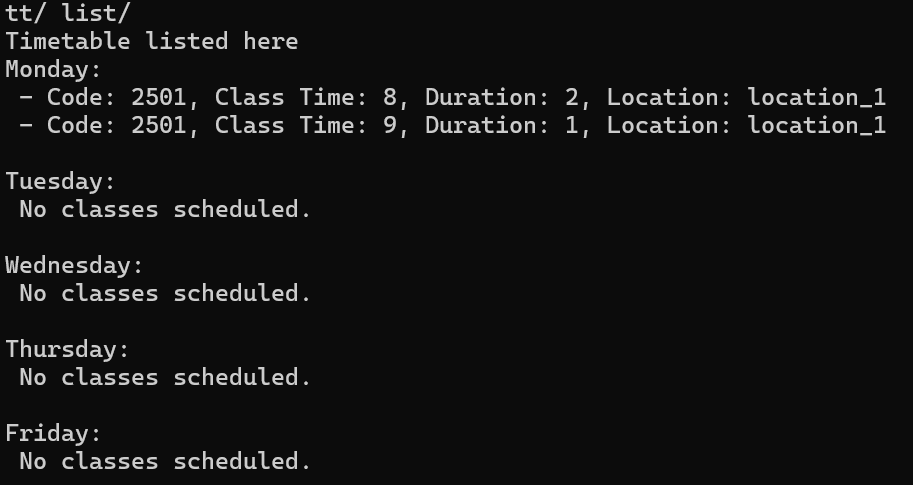 tt/ list/
Timetable listed here
Monday:
 - Code: 2501, Class Time: 8, Duration: 2, Location: location_1
 - Code: 2501, Class Time: 9, Duration: 1, Location: location_1

Tuesday:
 No classes scheduled.

Wednesday:
 No classes scheduled.

Thursday:
 No classes scheduled.

Friday:
 No classes scheduled.